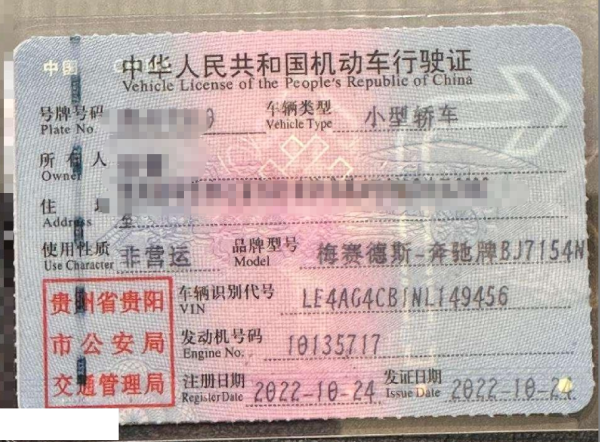 中华人民共和国机动车行驶证
Vehicle License of the People's Republic of China
号牌号码 车辆类型 小型轿车
Plate No. Vehicle Type
所有人
Owner
住
Address
使用性质 非营运 品牌型号 梅赛德斯-奔驰牌BJ7154N
Use Character Model
贵州省贵阳 车辆识别代号 LE4AG4CB1NL149456
VIN
市公安局 发动机号码 10135717
Engine No.
交通管理局 注册日期 2022-10-24 发证日期 2022-10-24
Register Date Issue Date